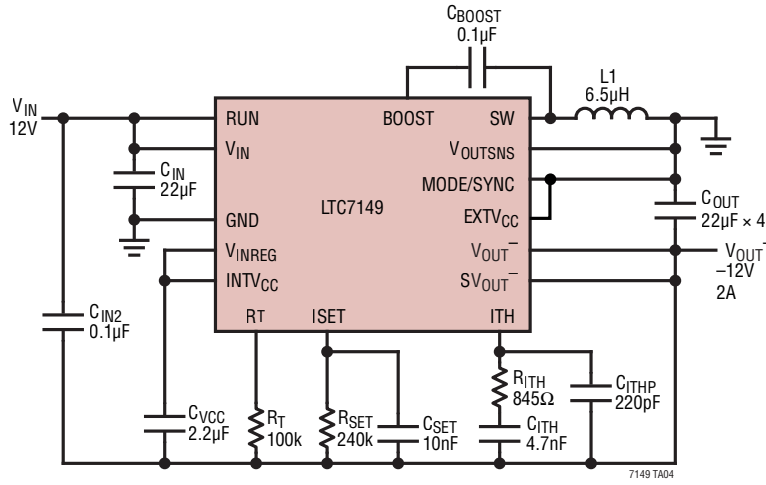 CBOOST
0.1µF
L1
6.5µH
VIN
12V
RUN
BOOST
SW
VIN
VOUTSNS
CIN
22µF
MODE/SYNC
LTC7149
COUT
22µF × 4
GND
EXTVCC
VINREG
VOUT–
VOUT–
–12V
2A
INTVCC
SVOUT–
CIN2
0.1µF
RT
ISET
ITH
RITH
845Ω
CITHP
220pF
CVCC
2.2µF
RT
100k
RSET
240k
CSET
10nF
CITH
4.7nF
7149 TA04